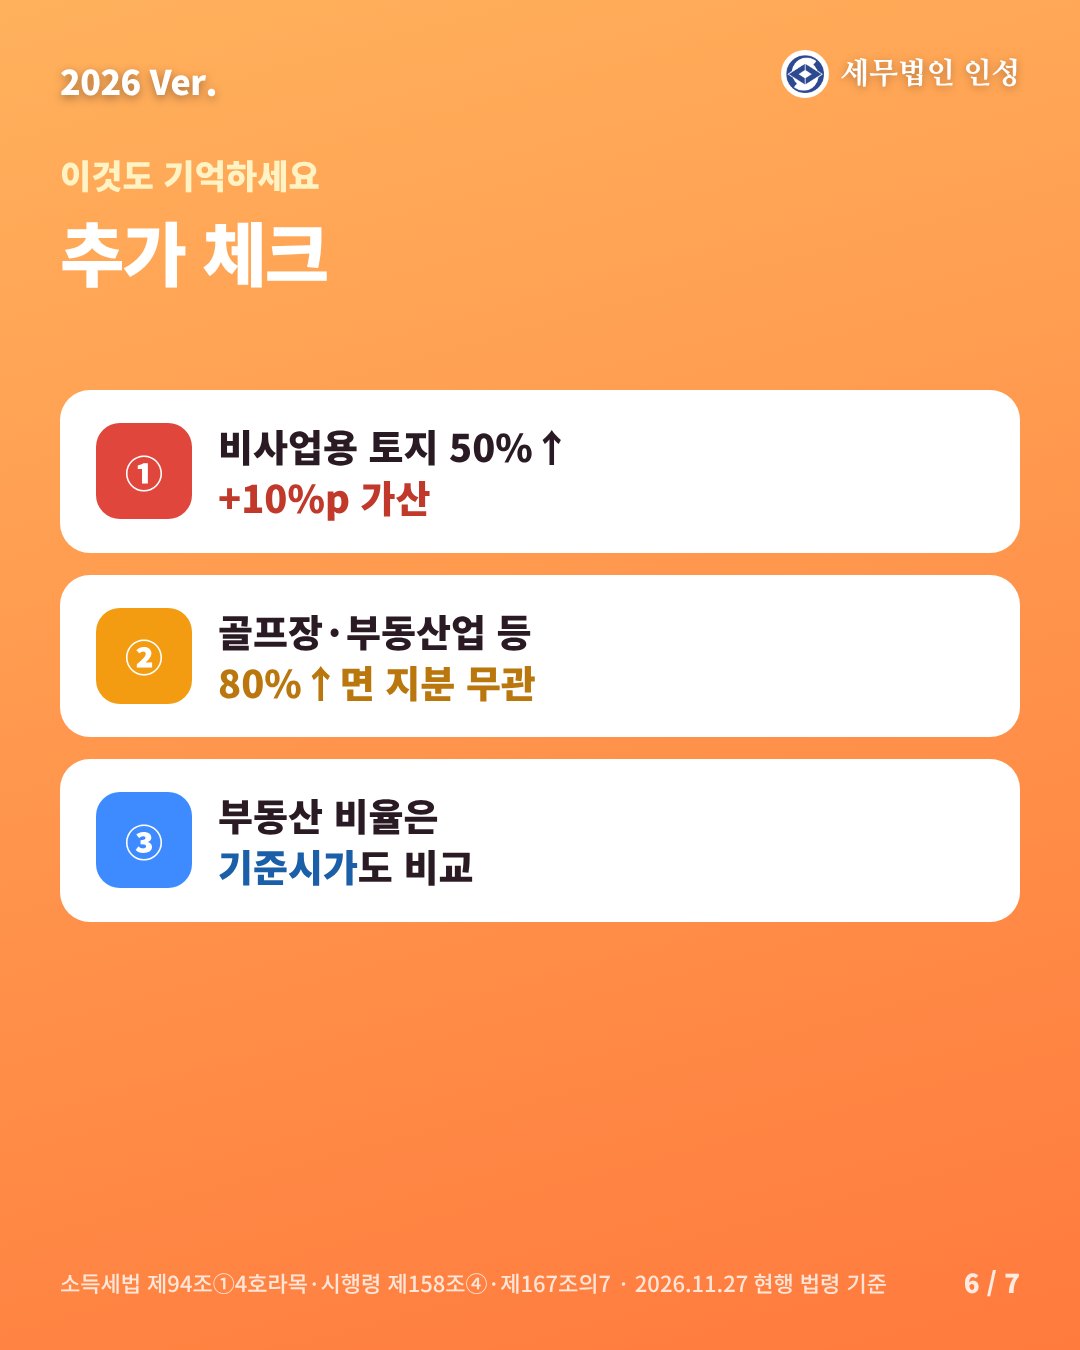 2026 Ver.
세무법인 인성
이것도 기억하세요
추가 체크
① 비사업용 토지 50%↑
+10%p 가산
② 골프장·부동산업 등
80%↑면 지분 무관
③ 부동산 비율은
기준시가도 비교
소득세법 제94조①4호라목·시행령 제158조④·제167조의7 · 2026.11.27 현행 법령 기준
6 / 7